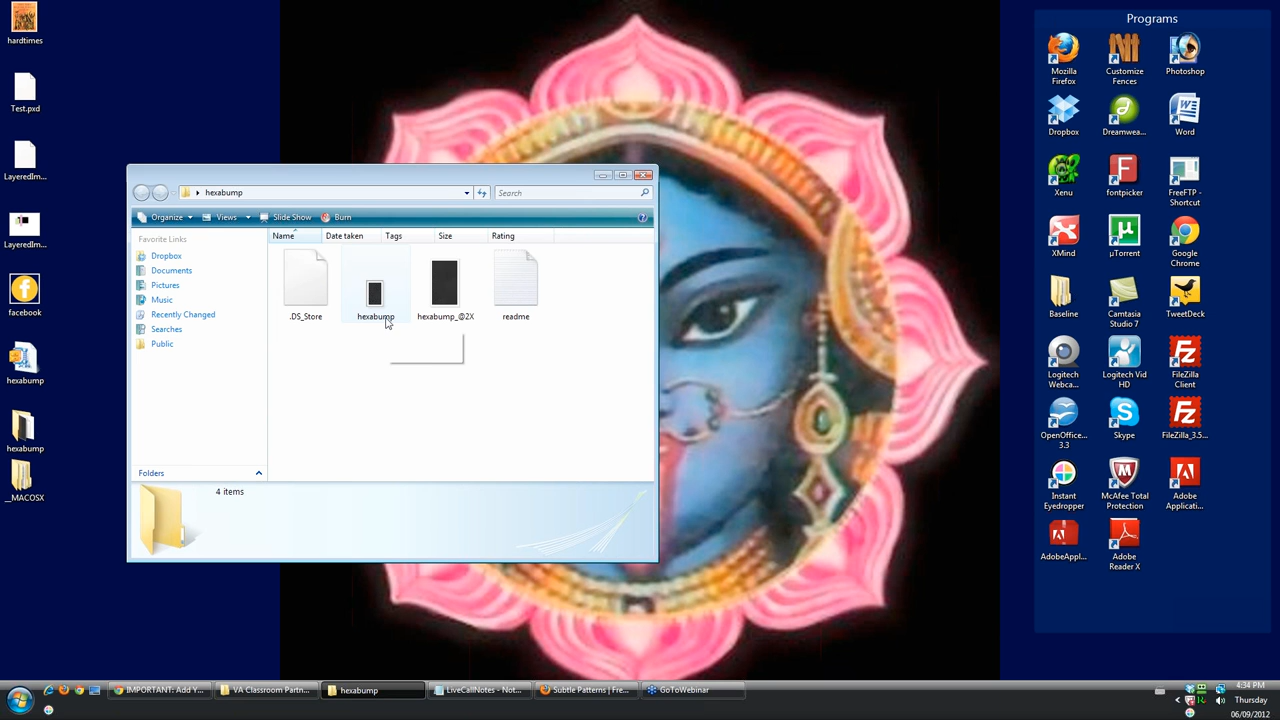 hardtimes
Test.pxd
LayeredIm...
LayeredIm...
facebook
hexabump
hexabump
__MACOSX
hexabump
Search
Organize
Views
Slide Show
Burn
Name
Date taken
Tags
Size
Rating
Favorite Links
Dropbox
Documents
Pictures
Music
Recently Changed
Searches
Public
Folders
.DS_Store
hexabump
hexabump_@2X
readme
4 items
Programs
Mozilla
Firefox
Customize
Fences
Photoshop
Dropbox
Dreamwea...
Word
Xenu
fontpicker
FreeFTP -
Shortcut
XMind
µTorrent
Google
Chrome
Baseline
Camtasia
Studio 7
TweetDeck
Logitech
Webca...
Logitech Vid
HD
FileZilla
Client
OpenOffice...
3.3
Skype
FileZilla_3.5...
Instant
Eyedropper
McAfee Total
Protection
Adobe
Applicati...
AdobeAppl...
Adobe
Reader X
IMPORTANT: Add Y...
VA Classroom Partn...
hexabump
LiveCallNotes - Not...
Subtle Patterns | Fre...
GoToWebinar
4:34 PM
Thursday
06/09/2012